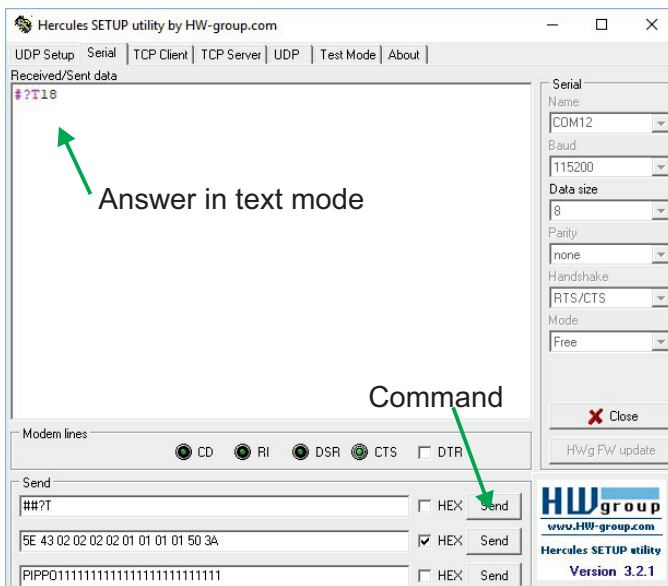 Hercules SETUP utility by HW-group.com
UDP Setup Serial TCP Client TCP Server UDP Test Mode About
Received/Sent data
#?T18
Answer in text mode
Serial
Name
COM12
Baud
115200
Data size
8
Parity
none
Handshake
RTS/CTS
Mode
Free
Close
HWg FW update
Command
Modem lines
CD RI DSR CTS DTR
Send
##?T HEX Send
5E 43 02 02 02 02 01 01 01 01 50 3A HEX Send
HEX Send
HWgroup
www.HW-group.com
Hercules SETUP utility
Version 3.2.1